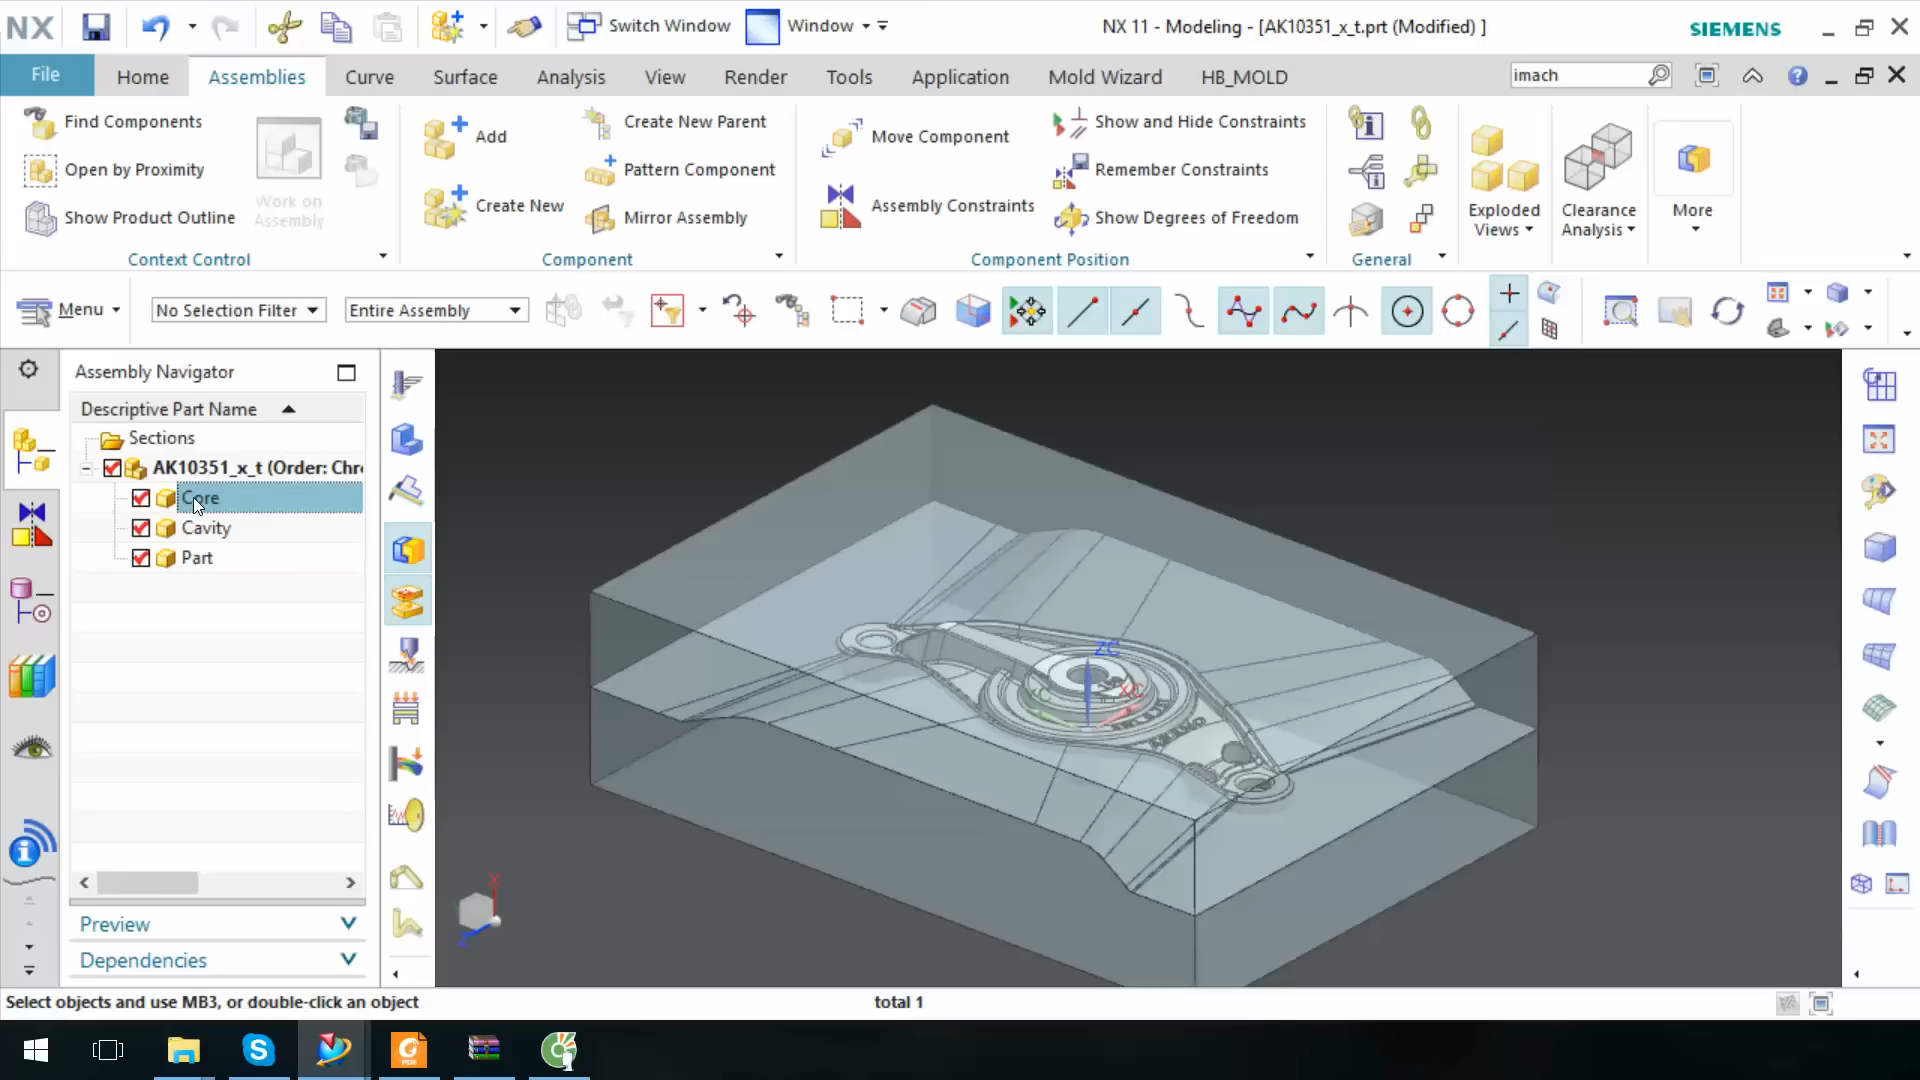 NX Switch Window Window NX 11 - Modeling - [AK10351_x_t.prt (Modified) ] SIEMENS
File Home Assemblies Curve Surface Analysis View Render Tools Application Mold Wizard HB_MOLD imach
Find Components
Open by Proximity
Show Product Outline
Work on
Assembly
Context Control
Add
Create New
Create New Parent
Pattern Component
Mirror Assembly
Component
Move Component
Assembly Constraints
Show and Hide Constraints
Remember Constraints
Show Degrees of Freedom
Component Position
General
Exploded
Views
Clearance
Analysis
More
Menu No Selection Filter Entire Assembly
Assembly Navigator
Descriptive Part Name
Sections
AK10351_x_t (Order: Chr
Core
Cavity
Part
Preview
Dependencies
ZC
XC
X
Z
Select objects and use MB3, or double-click an object total 1
PDF